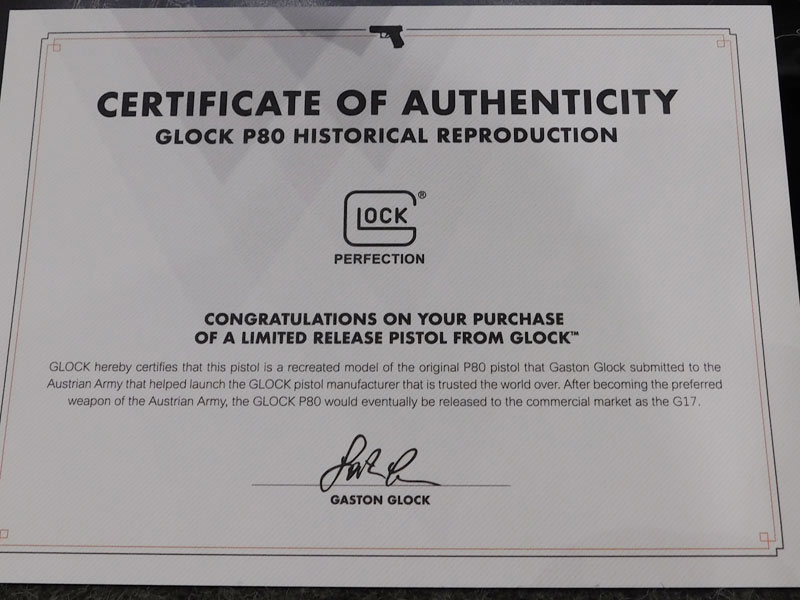 CERTIFICATE OF AUTHENTICITY
GLOCK P80 HISTORICAL REPRODUCTION
GLOCK®
PERFECTION
CONGRATULATIONS ON YOUR PURCHASE
OF A LIMITED RELEASE PISTOL FROM GLOCK™
GLOCK hereby certifies that this pistol is a recreated model of the original P80 pistol that Gaston Glock submitted to the
Austrian Army that helped launch the GLOCK pistol manufacturer that is trusted the world over. After becoming the preferred
weapon of the Austrian Army, the GLOCK P80 would eventually be released to the commercial market as the G17.
GASTON GLOCK